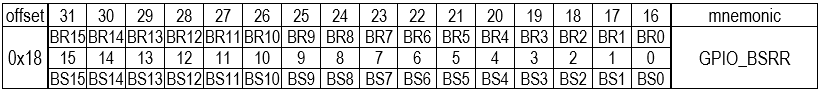 offset 31 30 29 28 27 26 25 24 23 22 21 20 19 18 17 16 mnemonic
BR15 BR14 BR13 BR12 BR11 BR10 BR9 BR8 BR7 BR6 BR5 BR4 BR3 BR2 BR1 BR0
0x18 15 14 13 12 11 10 9 8 7 6 5 4 3 2 1 0 GPIO_BSRR
BS15 BS14 BS13 BS12 BS11 BS10 BS9 BS8 BS7 BS6 BS5 BS4 BS3 BS2 BS1 BS0